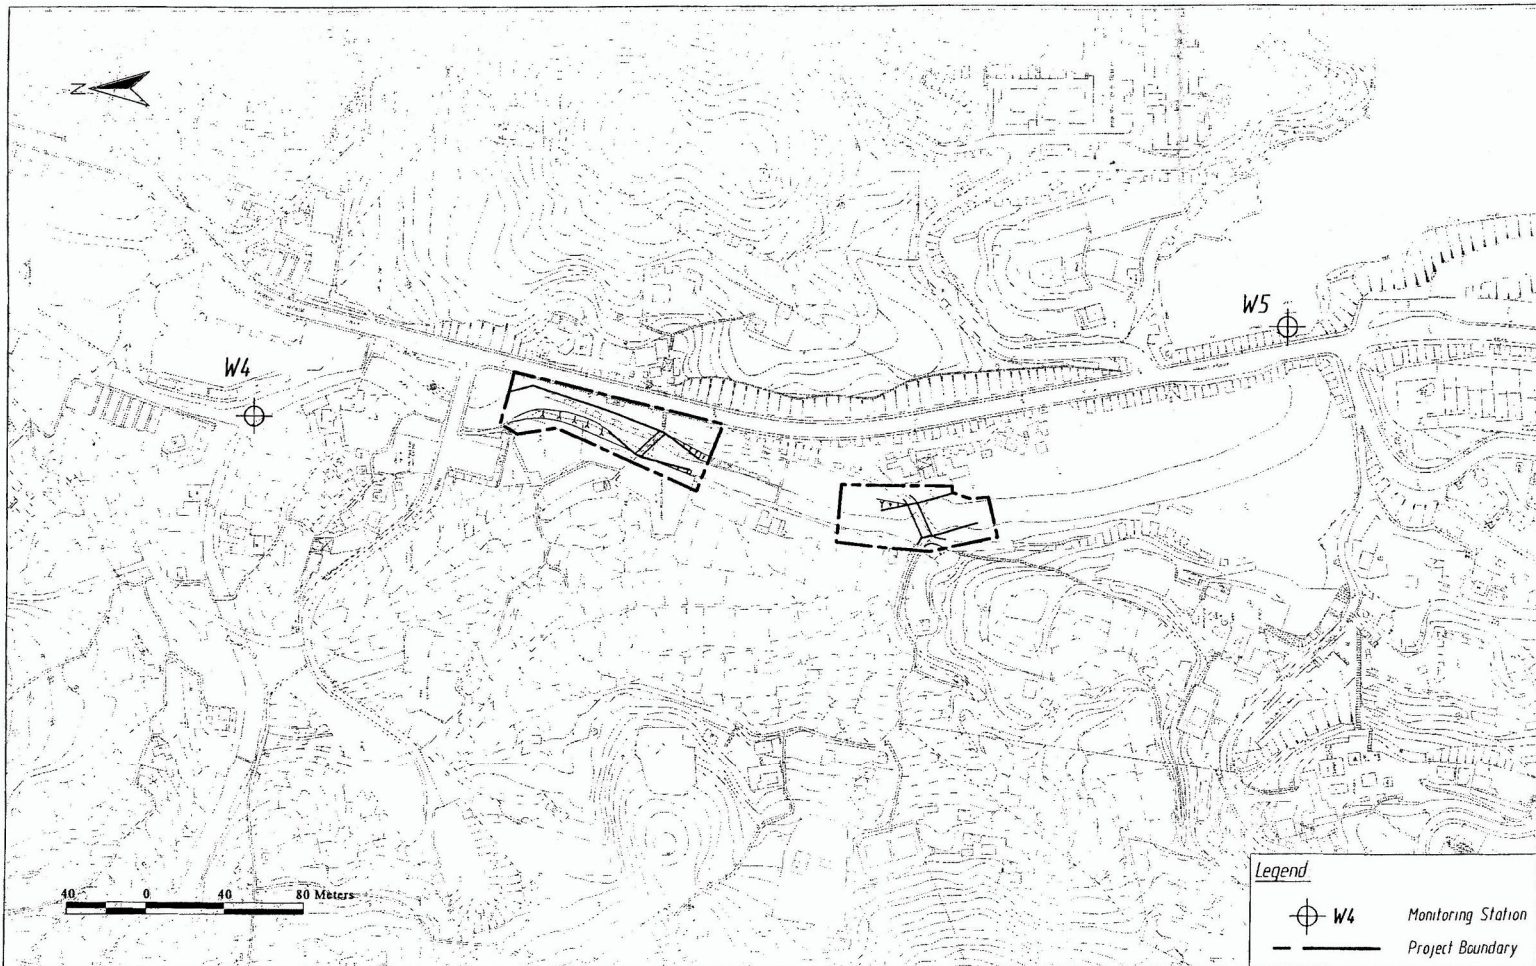 N
W5
W4
40 0 40 80 Meters
Legend
W4 Monitoring Station
Project Boundary